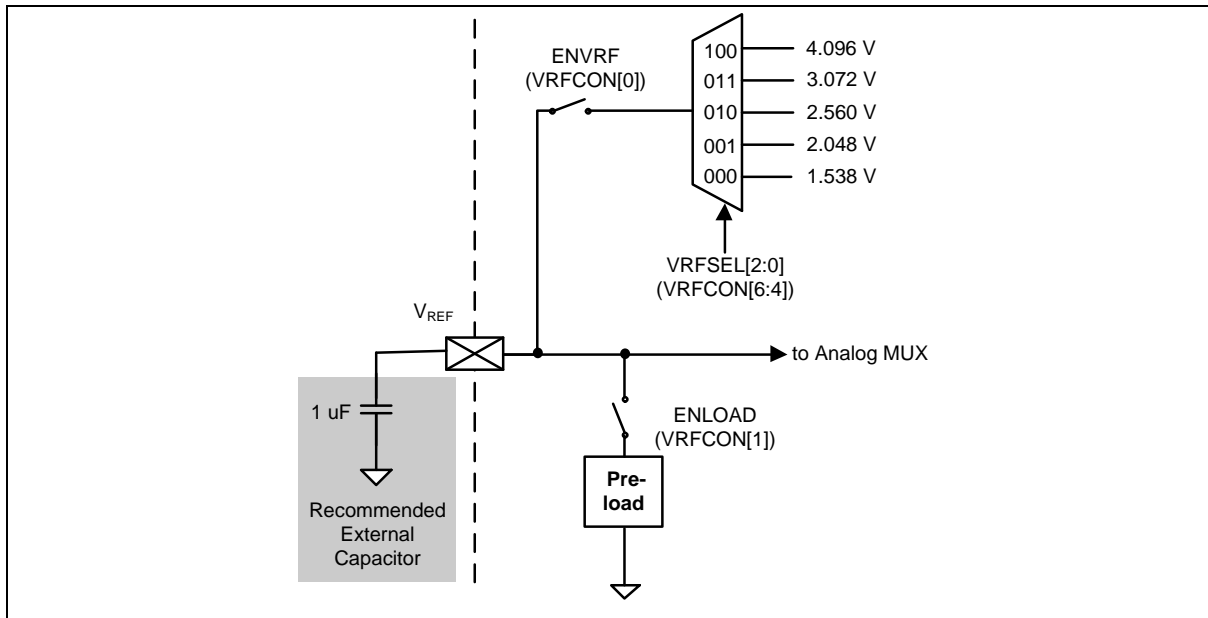 ENVRF
(VRFCON[0])
100
011
010
001
000
4.096 V
3.072 V
2.560 V
2.048 V
1.538 V
VRFSEL[2:0]
(VRFCON[6:4])
VREF
to Analog MUX
1 uF
ENLOAD
(VRFCON[1])
Pre-
load
Recommended
External
Capacitor